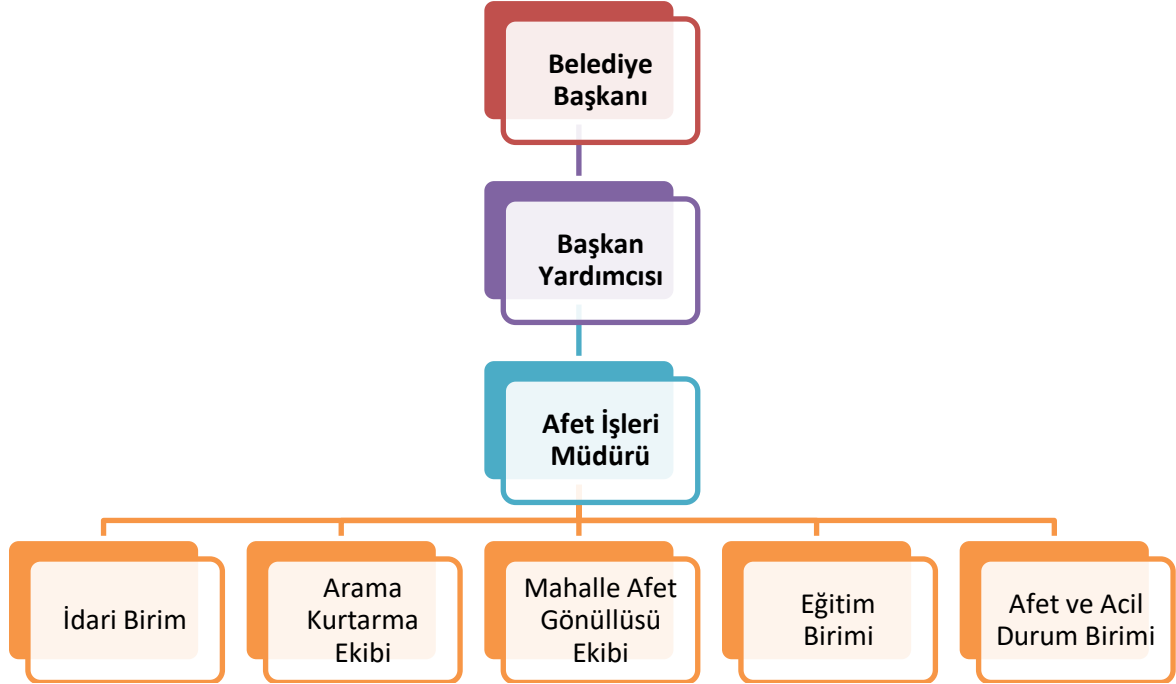 Belediye
Başkanı
Başkan
Yardımcısı
Afet İşleri
Müdürü
İdari Birim
Arama
Kurtarma
Ekibi
Mahalle Afet
Gönüllüsü
Ekibi
Eğitim
Birimi
Afet ve Acil
Durum Birimi